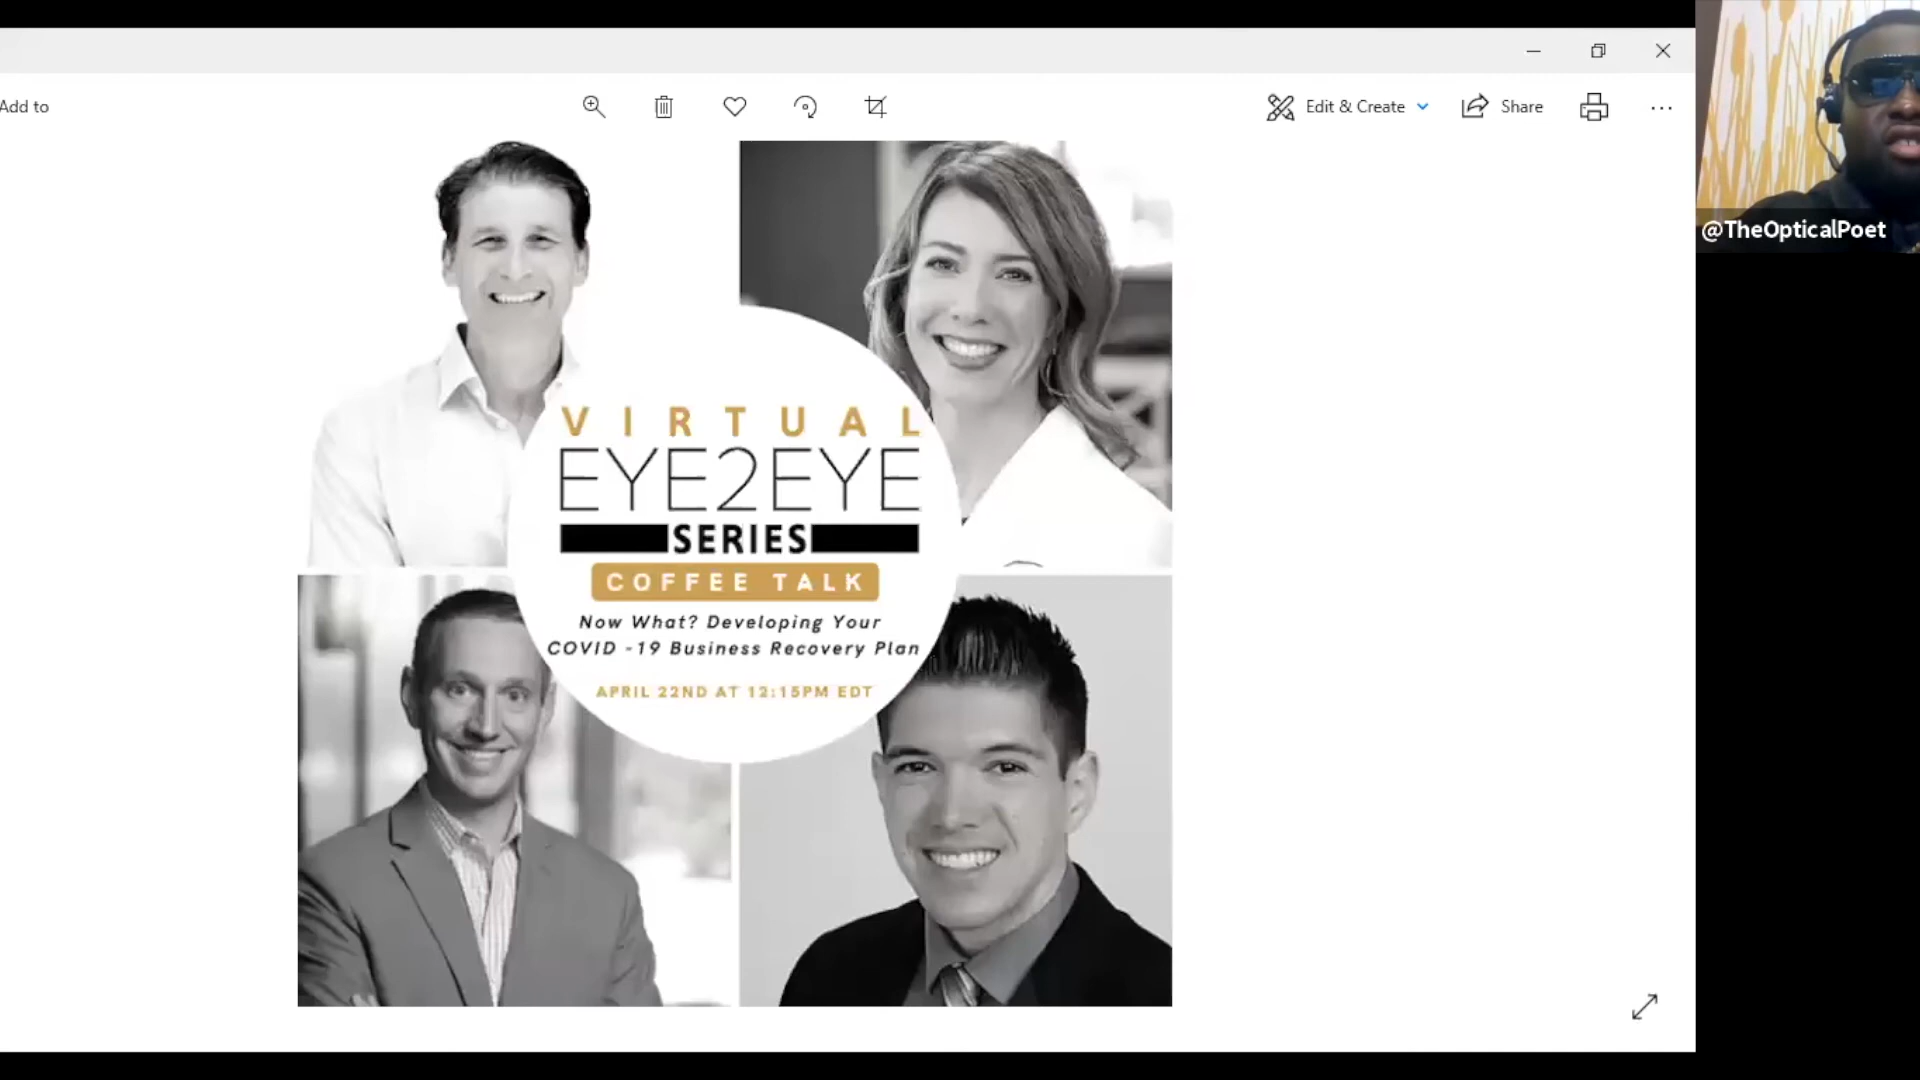 Add to
Edit & Create
Share
@TheOpticalPoet
VIRTUAL
EYE2EYE
SERIES
COFFEE TALK
Now What? Developing Your
COVID -19 Business Recovery Plan
APRIL 22ND AT 12:15PM EDT